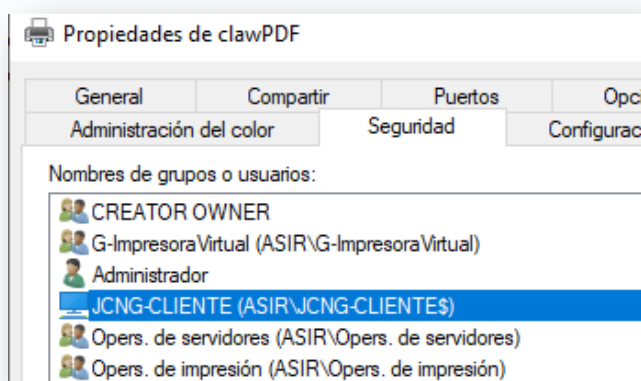 Propiedades de clawPDF
General Compartir Puertos Opci
Administración del color Seguridad Configurac
Nombres de grupos o usuarios:
CREATOR OWNER
G-ImpresoraVirtual (ASIR\G-ImpresoraVirtual)
Administrador
JCNG-CLIENTE (ASIR\JCNG-CLIENTE$)
Opers. de servidores (ASIR\Opers. de servidores)
Opers. de impresión (ASIR\Opers. de impresión)